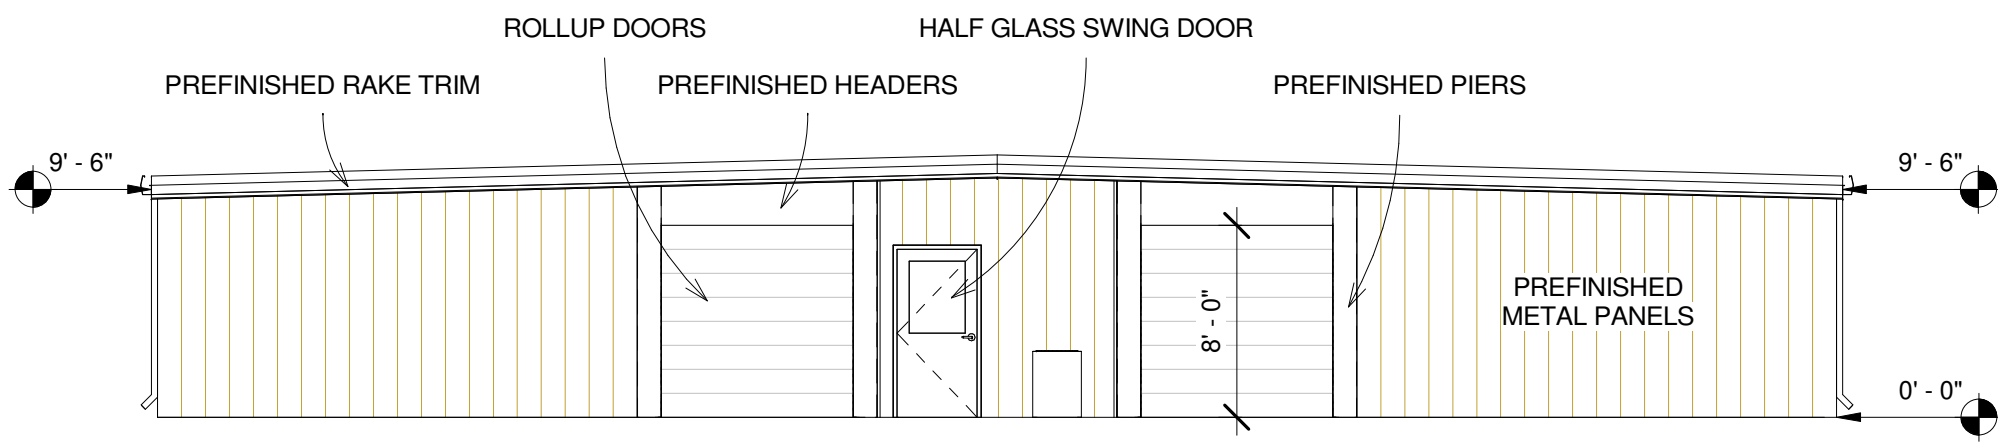 ROLLUP DOORS
HALF GLASS SWING DOOR
PREFINISHED RAKE TRIM
PREFINISHED HEADERS
PREFINISHED PIERS
9' - 6"
9' - 6"
PREFINISHED
METAL PANELS
8' - 0"
0' - 0"